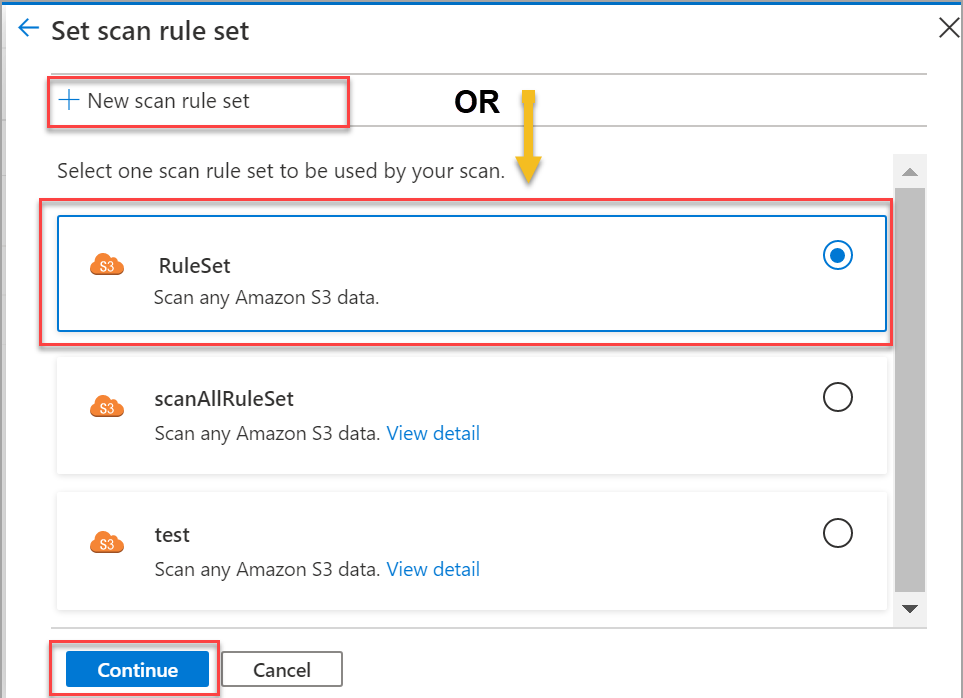 Set scan rule set
New scan rule set
OR
Select one scan rule set to be used by your scan.
S3
RuleSet
Scan any Amazon S3 data.
S3
scanAllRuleSet
Scan any Amazon S3 data. View detail
S3
test
Scan any Amazon S3 data. View detail
Continue Cancel